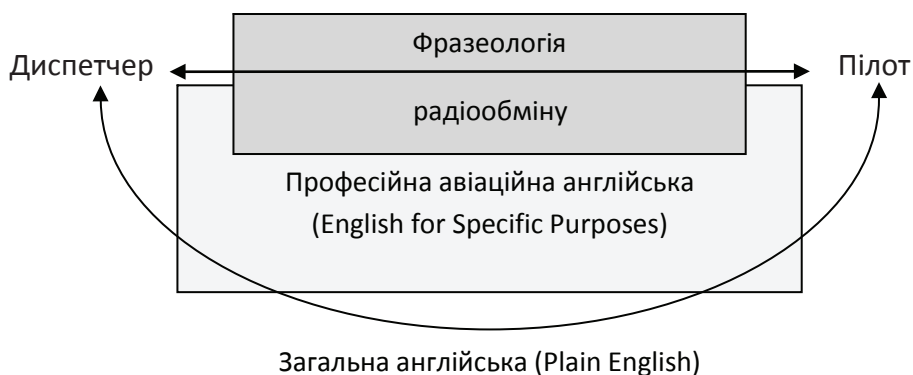 Фразеологія
Диспетчер
Пілот
радіообміну
Професійна авіаційна англійська
(English for Specific Purposes)
Загальна англійська (Plain English)